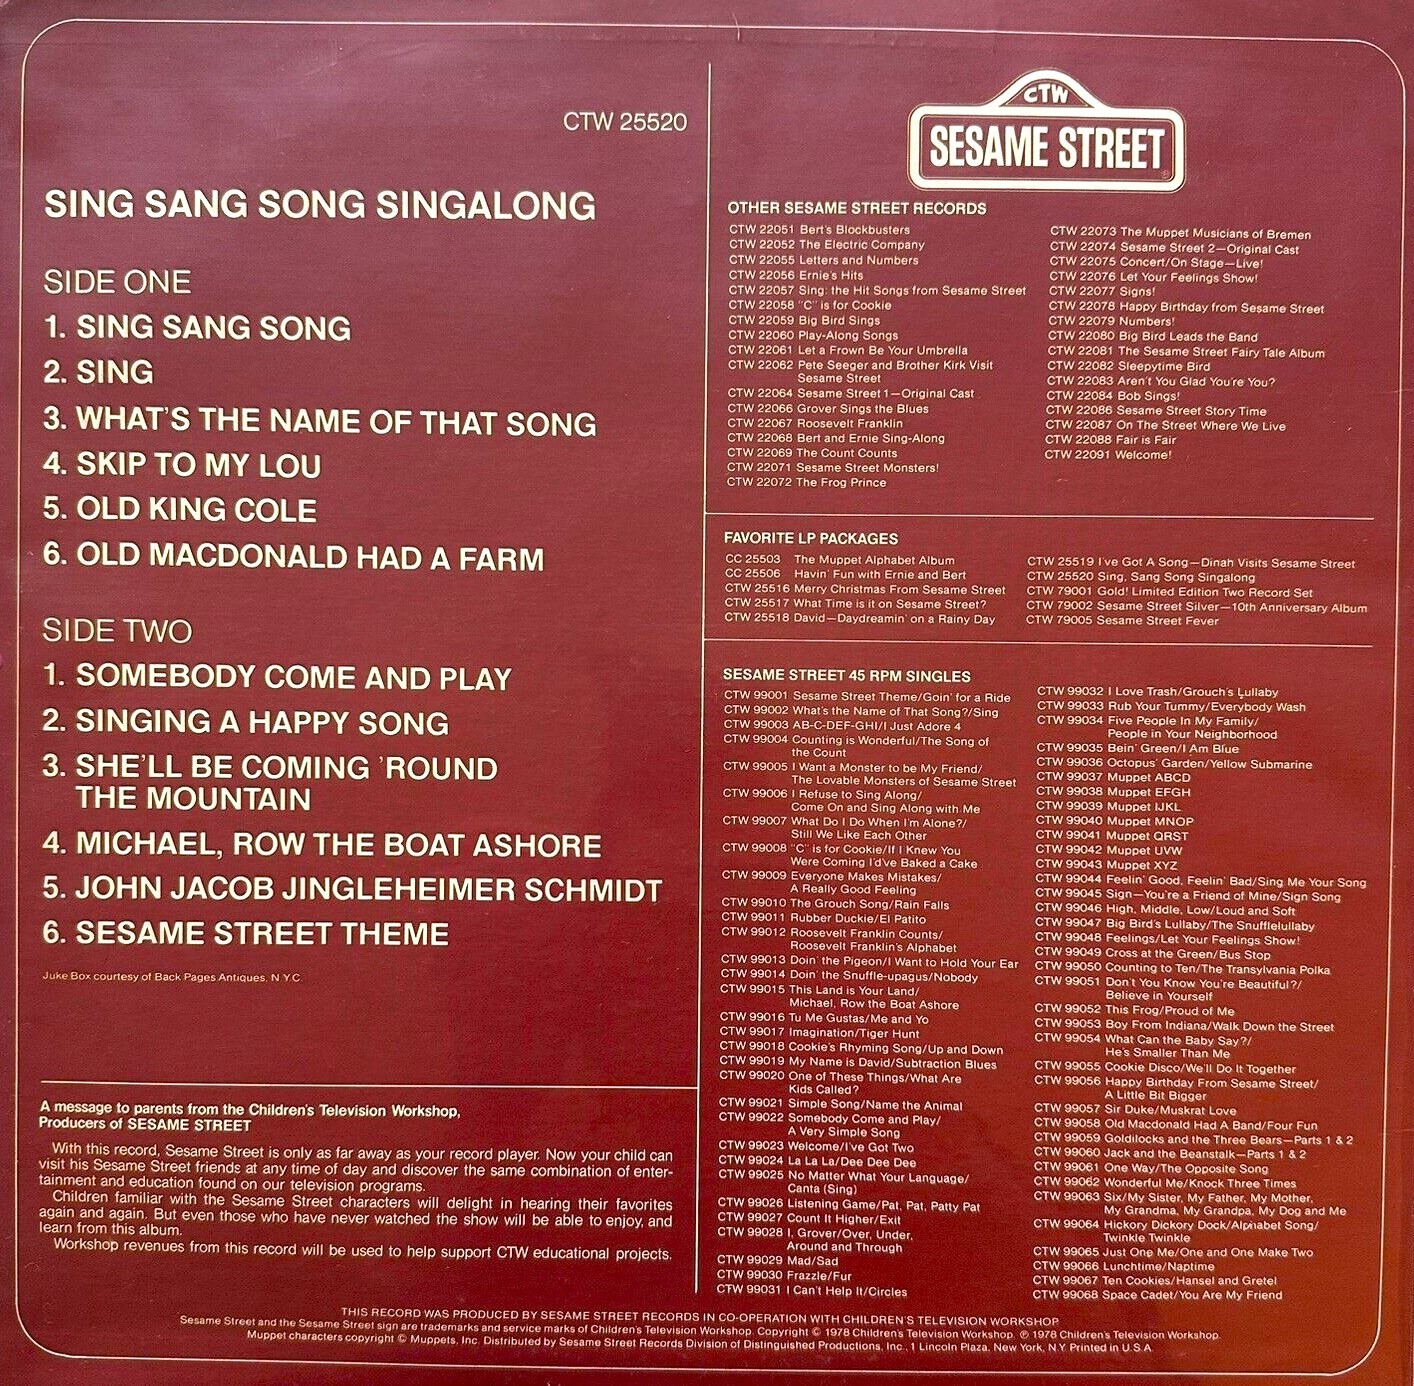 CTW 25520
SING SANG SONG SINGALONG
SIDE ONE
1. SING SANG SONG
2. SING
3. WHAT'S THE NAME OF THAT SONG
4. SKIP TO MY LOU
5. OLD KING COLE
6. OLD MACDONALD HAD A FARM
SIDE TWO
1. SOMEBODY COME AND PLAY
2. SINGING A HAPPY SONG
3. SHE'LL BE COMING 'ROUND
THE MOUNTAIN
4. MICHAEL, ROW THE BOAT ASHORE
5. JOHN JACOB JINGLEHEIMER SCHMIDT
6. SESAME STREET THEME
Juke Box courtesy of Back Pages Antiques, N.Y.C.
A message to parents from the Children's Television Workshop,
Producers of SESAME STREET
With this record, Sesame Street is only as far away as your record player. Now your child can
visit his Sesame Street friends at any time of day and discover the same combination of enter-
tainment and education found on our television programs.
Children familiar with the Sesame Street characters will delight in hearing their favorites
again and again. But even those who have never watched the show will be able to enjoy, and
learn from this album.
Workshop revenues from this record will be used to help support CTW educational projects.
CTW
SESAME STREET
®
OTHER SESAME STREET RECORDS
CTW 22051 Bert's Blockbusters
CTW 22052 The Electric Company
CTW 22055 Letters and Numbers
CTW 22056 Ernie's Hits
CTW 22057 Sing: the Hit Songs from Sesame Street
CTW 22058 "C" is for Cookie
CTW 22059 Big Bird Sings
CTW 22060 Play-Along Songs
CTW 22061 Let a Frown Be Your Umbrella
CTW 22062 Pete Seeger and Brother Kirk Visit
Sesame Street
CTW 22064 Sesame Street 1—Original Cast
CTW 22066 Grover Sings the Blues
CTW 22067 Roosevelt Franklin
CTW 22068 Bert and Ernie Sing-Along
CTW 22069 The Count Counts
CTW 22071 Sesame Street Monsters!
CTW 22072 The Frog Prince
CTW 22073 The Muppet Musicians of Bremen
CTW 22074 Sesame Street 2—Original Cast
CTW 22075 Concert/On Stage—Live!
CTW 22076 Let Your Feelings Show!
CTW 22077 Signs!
CTW 22078 Happy Birthday from Sesame Street
CTW 22079 Numbers!
CTW 22080 Big Bird Leads the Band
CTW 22081 The Sesame Street Fairy Tale Album
CTW 22082 Sleepytime Bird
CTW 22083 Aren't You Glad You're You?
CTW 22084 Bob Sings!
CTW 22086 Sesame Street Story Time
CTW 22087 On The Street Where We Live
CTW 22088 Fair is Fair
CTW 22091 Welcome!
FAVORITE LP PACKAGES
CC 25503 The Muppet Alphabet Album
CC 25506 Havin' Fun with Ernie and Bert
CTW 25516 Merry Christmas From Sesame Street
CTW 25517 What Time is it on Sesame Street?
CTW 25518 David—Daydreamin' on a Rainy Day
CTW 25519 I've Got A Song—Dinah Visits Sesame Street
CTW 25520 Sing, Sang Song Singalong
CTW 79001 Gold! Limited Edition Two Record Set
CTW 79002 Sesame Street Silver—10th Anniversary Album
CTW 79005 Sesame Street Fever
SESAME STREET 45 RPM SINGLES
CTW 99001 Sesame Street Theme/Goin' for a Ride
CTW 99002 What's the Name of That Song?/Sing
CTW 99003 AB-C-DEF-GHI/I Just Adore 4
CTW 99004 Counting is Wonderful/The Song of
the Count
CTW 99005 I Want a Monster to be My Friend/
The Lovable Monsters of Sesame Street
CTW 99006 I Refuse to Sing Along/
Come On and Sing Along with Me
CTW 99007 What Do I Do When I'm Alone?/
Still We Like Each Other
CTW 99008 "C" is for Cookie/If I Knew You
Were Coming I'd've Baked a Cake
CTW 99009 Everyone Makes Mistakes/
A Really Good Feeling
CTW 99010 The Grouch Song/Rain Falls
CTW 99011 Rubber Duckie/El Patito
CTW 99012 Roosevelt Franklin Counts/
Roosevelt Franklin's Alphabet
CTW 99013 Doin' the Pigeon/I Want to Hold Your Ear
CTW 99014 Doin' the Snuffle-upagus/Nobody
CTW 99015 This Land is Your Land/
Michael, Row the Boat Ashore
CTW 99016 Tu Me Gustas/Me and Yo
CTW 99017 Imagination/Tiger Hunt
CTW 99018 Cookie's Rhyming Song/Up and Down
CTW 99019 My Name is David/Subtraction Blues
CTW 99020 One of These Things/What Are
Kids Called?
CTW 99021 Simple Song/Name the Animal
CTW 99022 Somebody Come and Play/
A Very Simple Song
CTW 99023 Welcome/I've Got Two
CTW 99024 La La La/Dee Dee Dee
CTW 99025 No Matter What Your Language/
Canta (Sing)
CTW 99026 Listening Game/Pat, Pat, Patty Pat
CTW 99027 Count It Higher/Exit
CTW 99028 I, Grover/Over, Under,
Around and Through
CTW 99029 Mad/Sad
CTW 99030 Frazzle/Fur
CTW 99031 I Can't Help It/Circles
CTW 99032 I Love Trash/Grouch's Lullaby
CTW 99033 Rub Your Tummy/Everybody Wash
CTW 99034 Five People In My Family/
People in Your Neighborhood
CTW 99035 Bein' Green/I Am Blue
CTW 99036 Octopus' Garden/Yellow Submarine
CTW 99037 Muppet ABCD
CTW 99038 Muppet EFGH
CTW 99039 Muppet IJKL
CTW 99040 Muppet MNOP
CTW 99041 Muppet QRST
CTW 99042 Muppet UVW
CTW 99043 Muppet XYZ
CTW 99044 Feelin' Good, Feelin' Bad/Sing Me Your Song
CTW 99045 Sign—You're a Friend of Mine/Sign Song
CTW 99046 High, Middle, Low/Loud and Soft
CTW 99047 Big Bird's Lullaby/The Snufflelullaby
CTW 99048 Feelings/Let Your Feelings Show!
CTW 99049 Cross at the Green/Bus Stop
CTW 99050 Counting to Ten/The Transylvania Polka
CTW 99051 Don't You Know You're Beautiful?/
Believe in Yourself
CTW 99052 This Frog/Proud of Me
CTW 99053 Boy From Indiana/Walk Down the Street
CTW 99054 What Can the Baby Say?/
He's Smaller Than Me
CTW 99055 Cookie Disco/We'll Do It Together
CTW 99056 Happy Birthday From Sesame Street/
A Little Bit Bigger
CTW 99057 Sir Duke/Muskrat Love
CTW 99058 Old Macdonald Had A Band/Four Fun
CTW 99059 Goldilocks and the Three Bears—Parts 1 & 2
CTW 99060 Jack and the Beanstalk—Parts 1 & 2
CTW 99061 One Way/The Opposite Song
CTW 99062 Wonderful Me/Knock Three Times
CTW 99063 Six/My Sister, My Father, My Mother,
My Grandma, My Grandpa, My Dog and Me
CTW 99064 Hickory Dickory Dock/Alphabet Song/
Twinkle Twinkle
CTW 99065 Just One Me/One and One Make Two
CTW 99066 Lunchtime/Naptime
CTW 99067 Ten Cookies/Hansel and Gretel
CTW 99068 Space Cadet/You Are My Friend
THIS RECORD WAS PRODUCED BY SESAME STREET RECORDS IN CO-OPERATION WITH CHILDREN'S TELEVISION WORKSHOP.
Sesame Street and the Sesame Street sign are trademarks and service marks of Children's Television Workshop. Copyright © 1978 Children's Television Workshop. ℗ 1978 Children's Television Workshop.
Muppet characters copyright © Muppets, Inc. Distributed by Sesame Street Records Division of Distinguished Productions, Inc., 1 Lincoln Plaza, New York, N.Y. Printed in U.S.A.